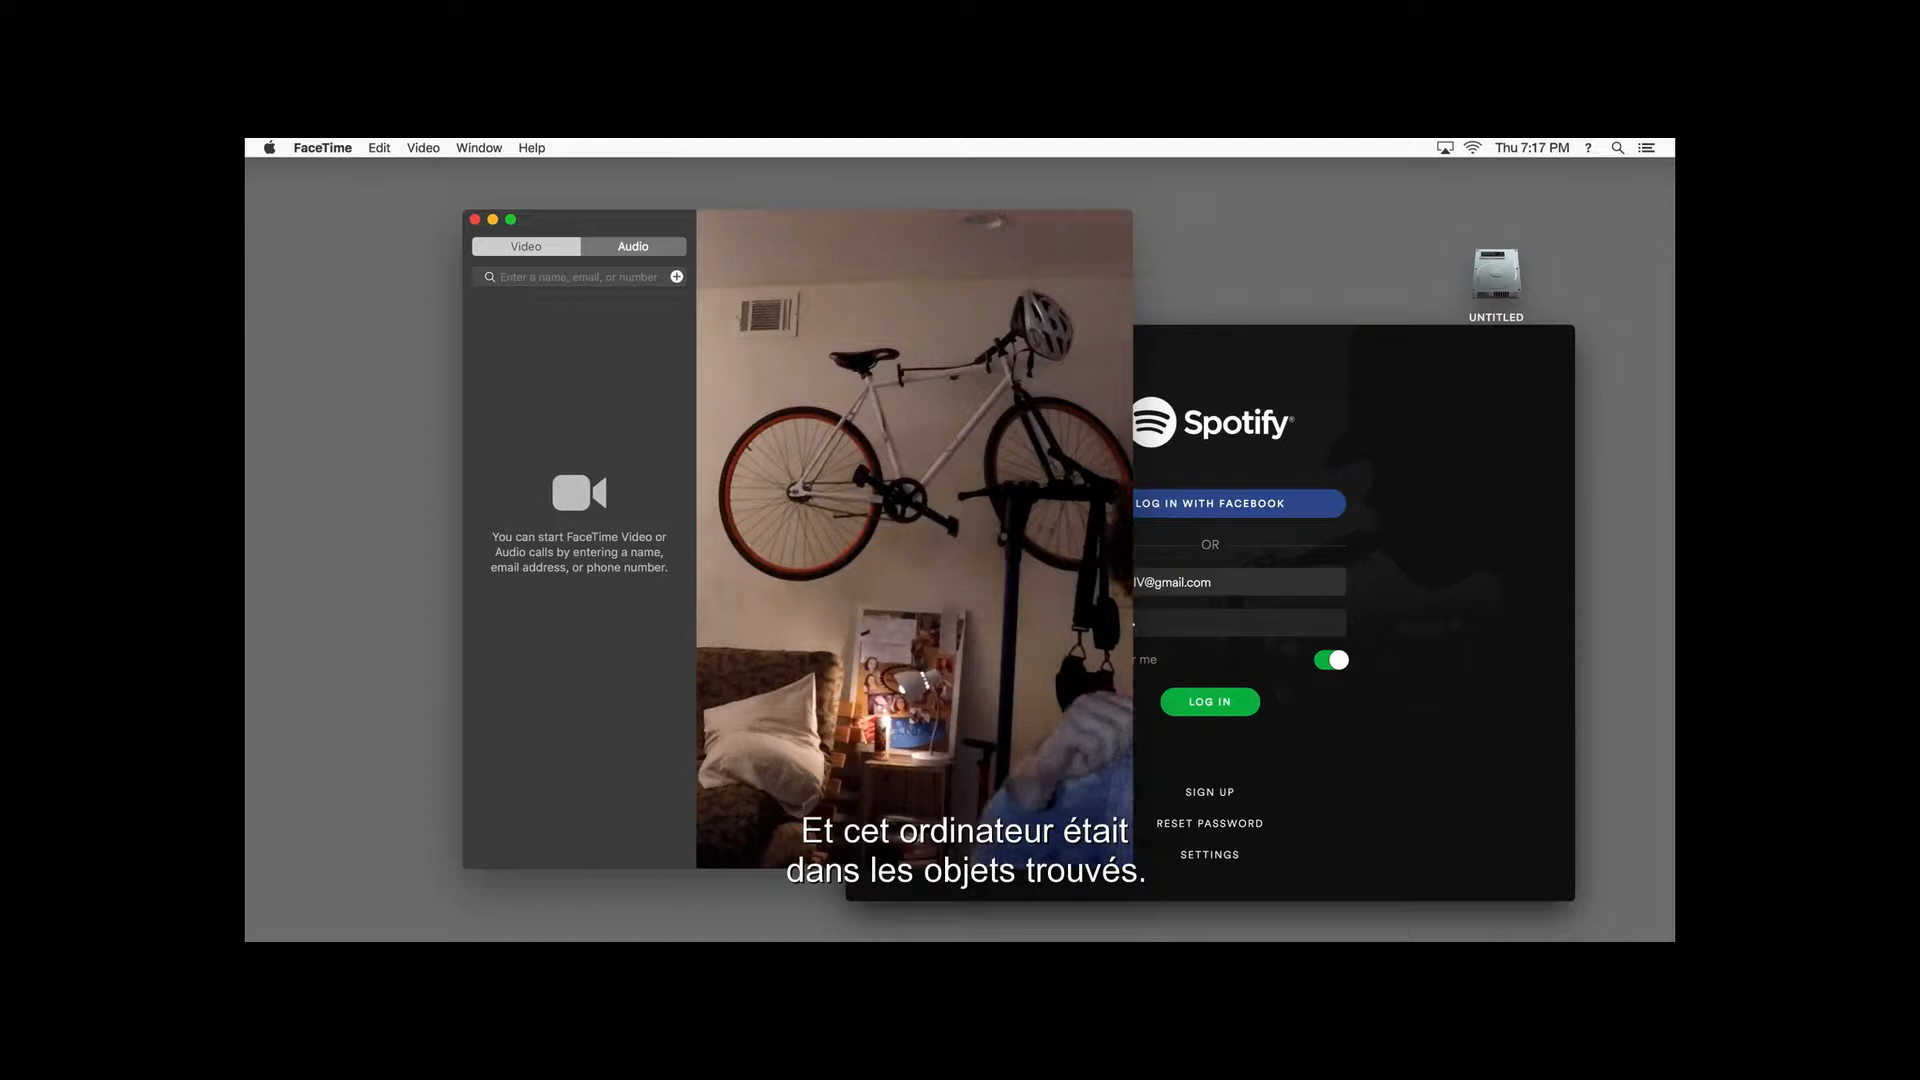 FaceTime Edit Video Window Help
Thu 7:17 PM ?
Video Audio
Enter a name, email, or number
You can start FaceTime Video or
Audio calls by entering a name,
email address, or phone number.
UNTITLED
Spotify
LOG IN WITH FACEBOOK
OR
IV@gmail.com
r me
LOG IN
SIGN UP
RESET PASSWORD
SETTINGS
Et cet ordinateur était
dans les objets trouvés.